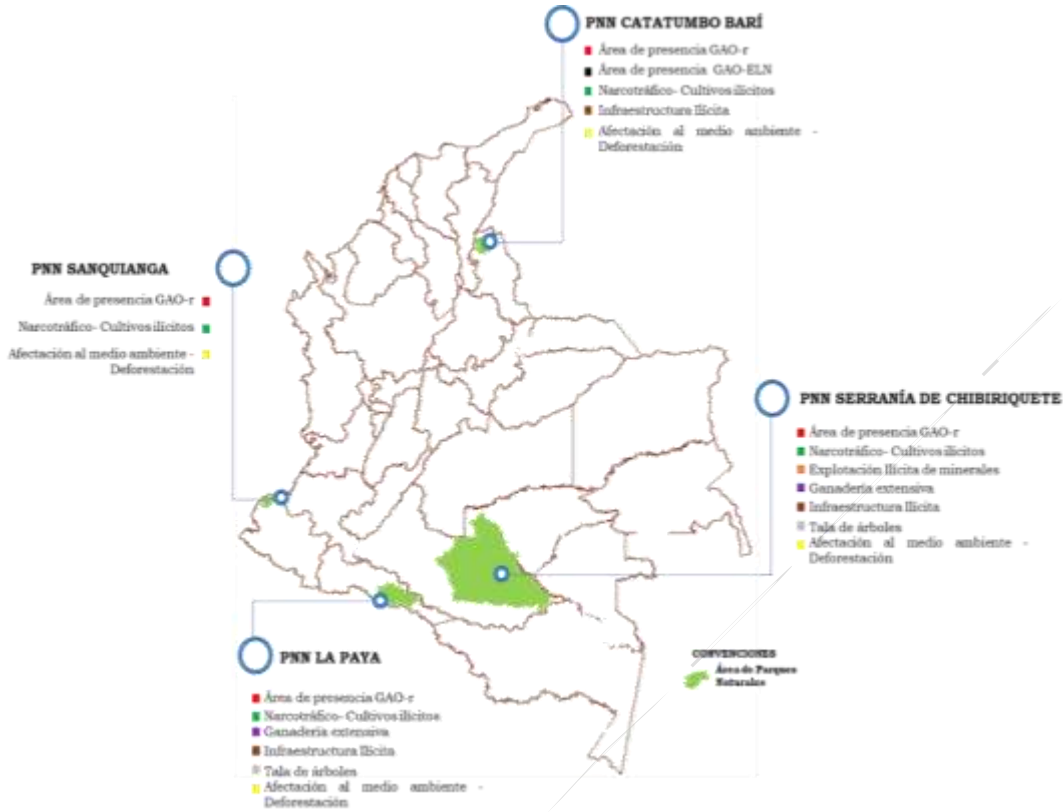 PNN CATATUMBO BARÍ
Área de presencia GAO-r
Área de presencia GAO-ELN
Narcotráfico- Cultivos ilícitos
Infraestructura Ilícita
Afectación al medio ambiente -
Deforestación
PNN SANQUIANGA
Área de presencia GAO-r
Narcotráfico- Cultivos ilícitos
Afectación al medio ambiente -
Deforestación
PNN SERRANÍA DE CHIBIRIQUETE
Área de presencia GAO-r
Narcotráfico- Cultivos ilícitos
Explotación Ilícita de minerales
Ganadería extensiva
Infraestructura Ilícita
Tala de árboles
Afectación al medio ambiente -
Deforestación
PNN LA PAYA
Área de presencia GAO-r
Narcotráfico- Cultivos ilícitos
Ganadería extensiva
Infraestructura Ilícita
Tala de árboles
Afectación al medio ambiente -
Deforestación
CONVENCIONES
Área de Parques
Naturales